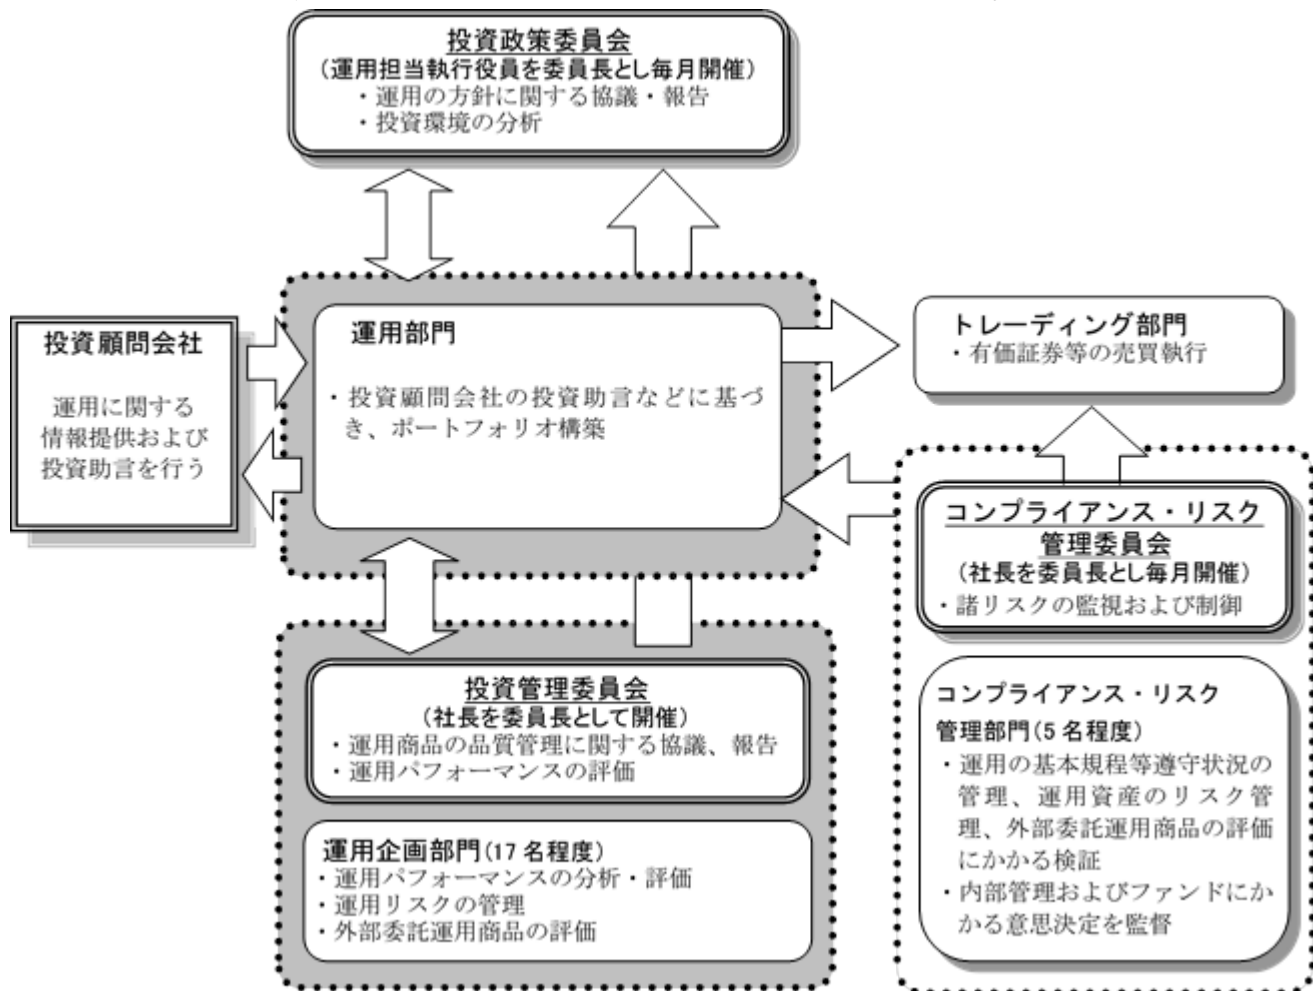 投資政策委員会
（運用担当執行役員を委員長とし毎月開催）
・運用の方針に関する協議・報告
・投資環境の分析
投資顧問会社
運用に関する
情報提供および
投資助言を行う
運用部門
・投資顧問会社の投資助言などに基づ
き、ポートフォリオ構築
トレーディング部門
・有価証券等の売買執行
コンプライアンス・リスク
管理委員会
（社長を委員長とし毎月開催）
・諸リスクの監視および制御
コンプライアンス・リスク
管理部門（5 名程度）
・運用の基本規程等遵守状況の
管理、運用資産のリスク管
理、外部委託運用商品の評価
にかかる検証
・内部管理およびファンドにか
かる意思決定を監督
投資管理委員会
（社長を委員長として開催）
・運用商品の品質管理に関する協議、報告
・運用パフォーマンスの評価
運用企画部門（17 名程度）
・運用パフォーマンスの分析・評価
・運用リスクの管理
・外部委託運用商品の評価